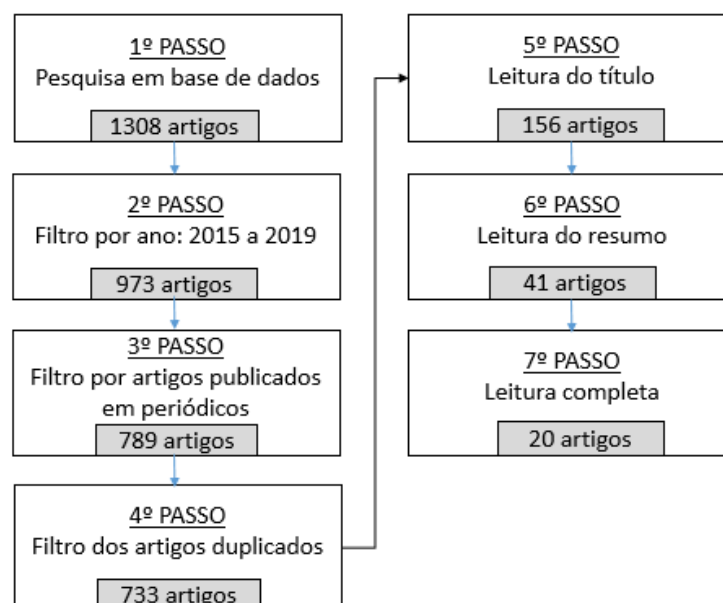 1º PASSO
Pesquisa em base de dados
1308 artigos
2º PASSO
Filtro por ano: 2015 a 2019
973 artigos
3º PASSO
Filtro por artigos publicados
em periódicos
789 artigos
4º PASSO
Filtro dos artigos duplicados
733 artigos
5º PASSO
Leitura do título
156 artigos
6º PASSO
Leitura do resumo
41 artigos
7º PASSO
Leitura completa
20 artigos